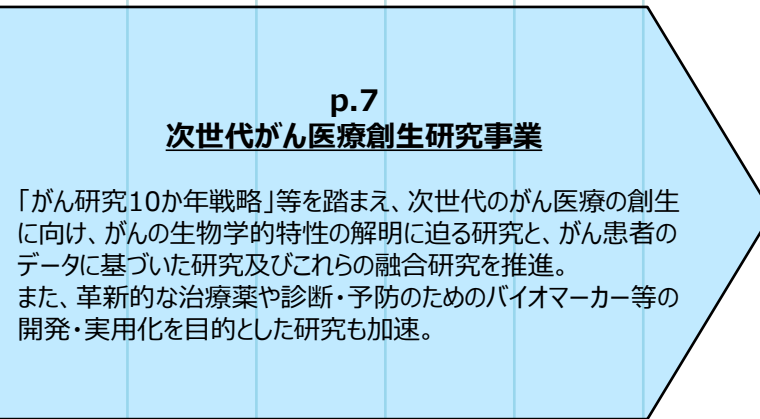 p.7
次世代がん医療創生研究事業
「がん研究10か年戦略」等を踏まえ、次世代のがん医療の創生
に向け、がんの生物学的特性の解明に迫る研究と、がん患者の
データに基づいた研究及びこれらの融合研究を推進。
また、革新的な治療薬や診断・予防のためのバイオマーカー等の
開発・実用化を目的とした研究も加速。